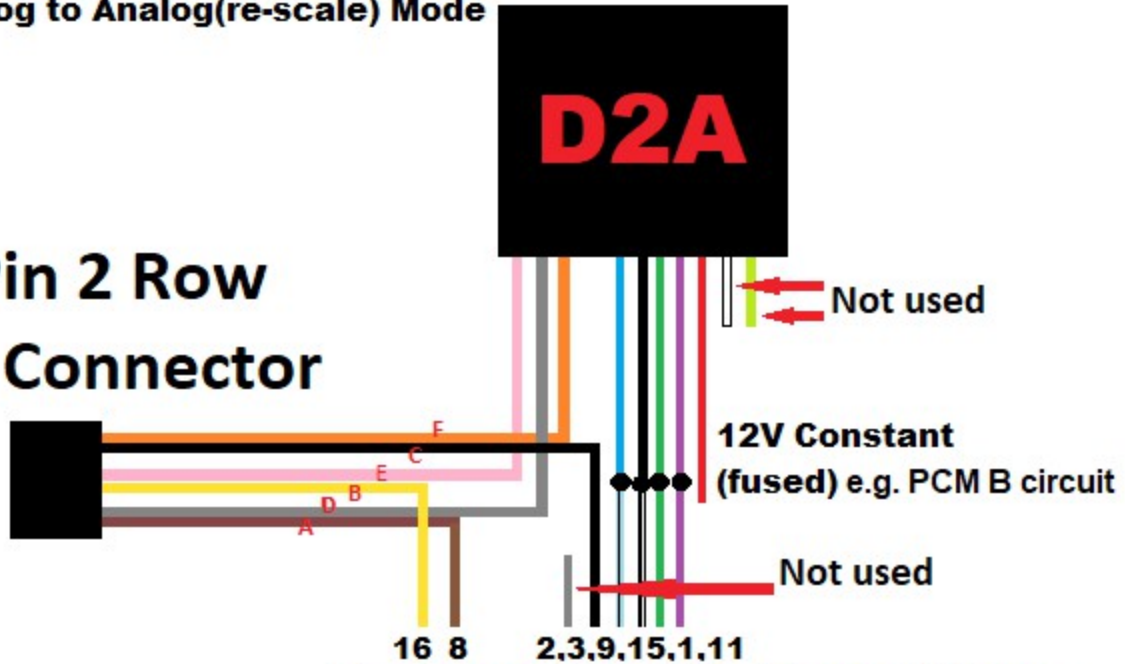 og to Analog(re-scale) Mode
D2A
in 2 Row
Connector
Not used
F
C
E
B
D
A
12V Constant
(fused) e.g. PCM B circuit
Not used
16 8 2,3,9,15,1,11